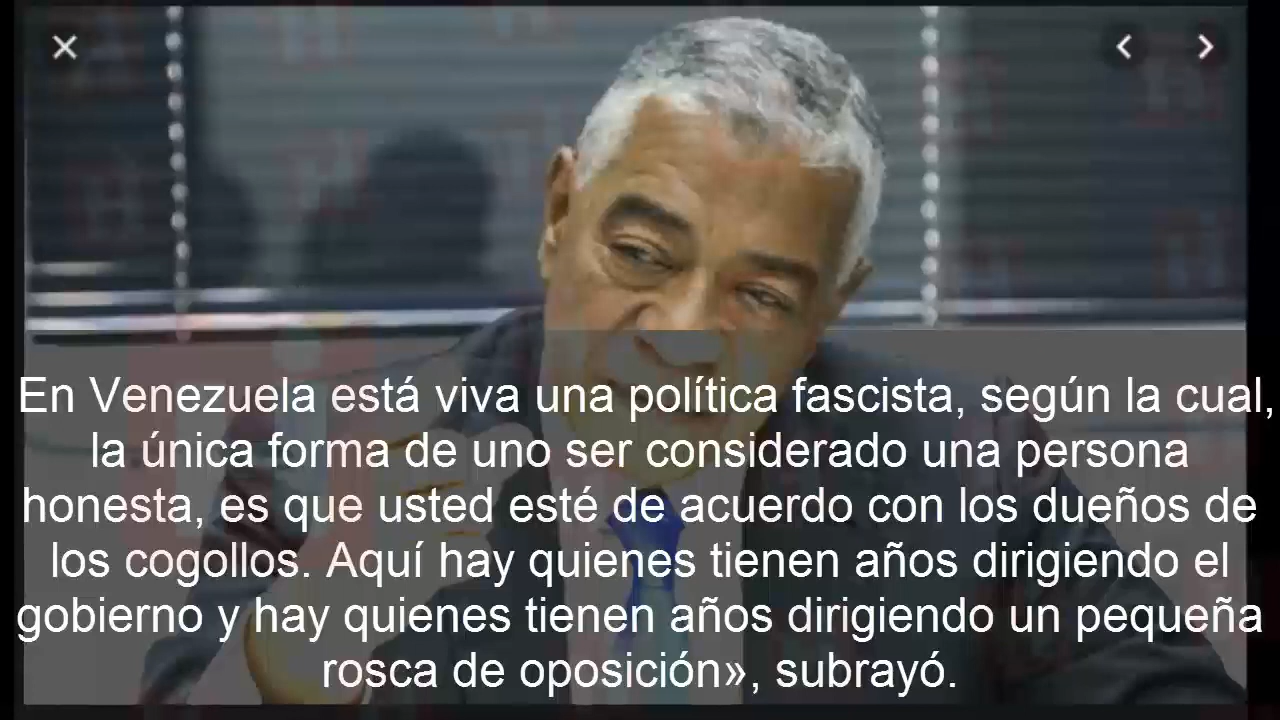 En Venezuela está viva una política fascista, según la cual,
la única forma de uno ser considerado una persona
honesta, es que usted esté de acuerdo con los dueños de
los cogollos. Aquí hay quienes tienen años dirigiendo el
gobierno y hay quienes tienen años dirigiendo un pequeña
rosca de oposición», subrayó.